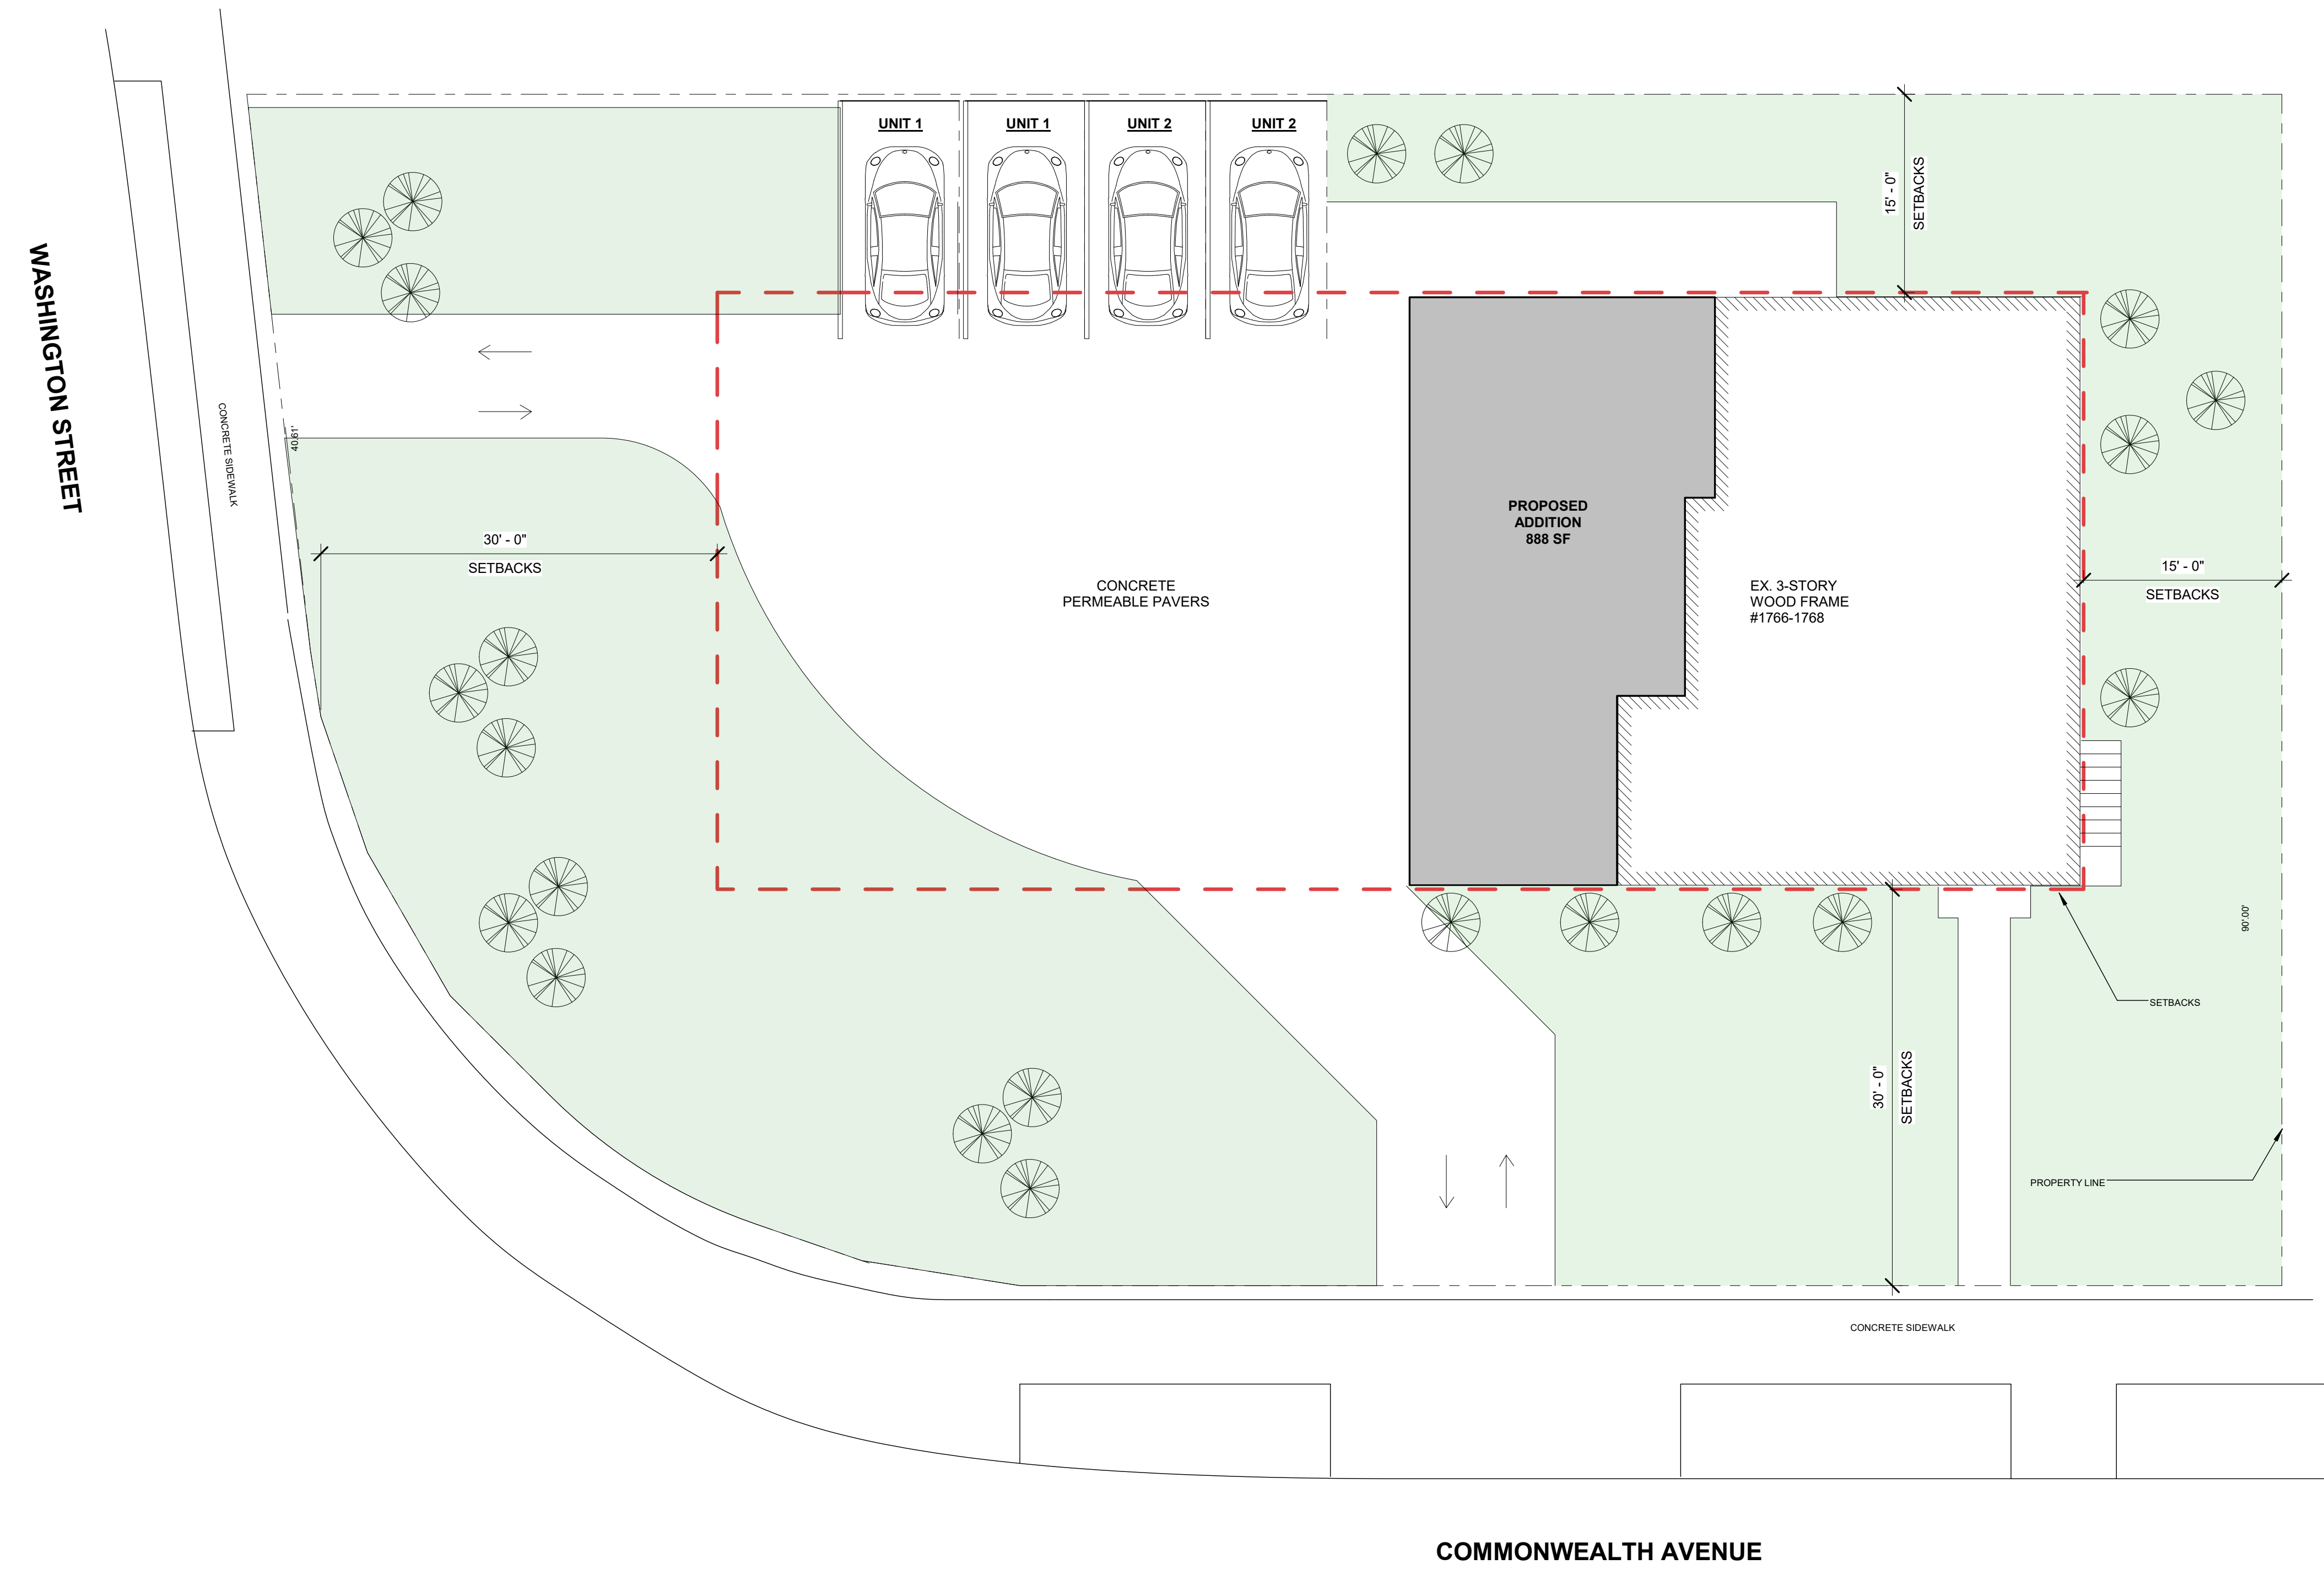 UNIT 1
UNIT 1
UNIT 2
UNIT 2
15' - 0"
SETBACKS
WASHINGTON STREET
CONCRETE SIDEWALK
40.61'
30' - 0"
SETBACKS
CONCRETE
PERMEABLE PAVERS
PROPOSED
ADDITION
888 SF
EX. 3-STORY
WOOD FRAME
#1766-1768
15' - 0"
SETBACKS
90'.00'
SETBACKS
30' - 0"
SETBACKS
PROPERTY LINE
CONCRETE SIDEWALK
COMMONWEALTH AVENUE